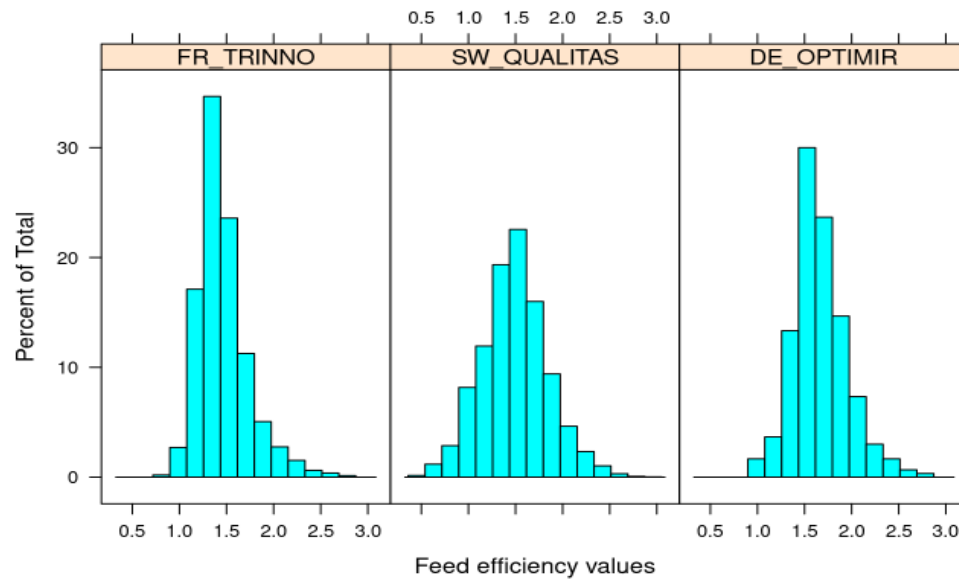 0.5 1.0 1.5 2.0 2.5 3.0
FR_TRINNO SW_QUALITAS DE_OPTIMIR
30
20
10
0
Percent of Total
0.5 1.0 1.5 2.0 2.5 3.0 0.5 1.0 1.5 2.0 2.5 3.0
Feed efficiency values